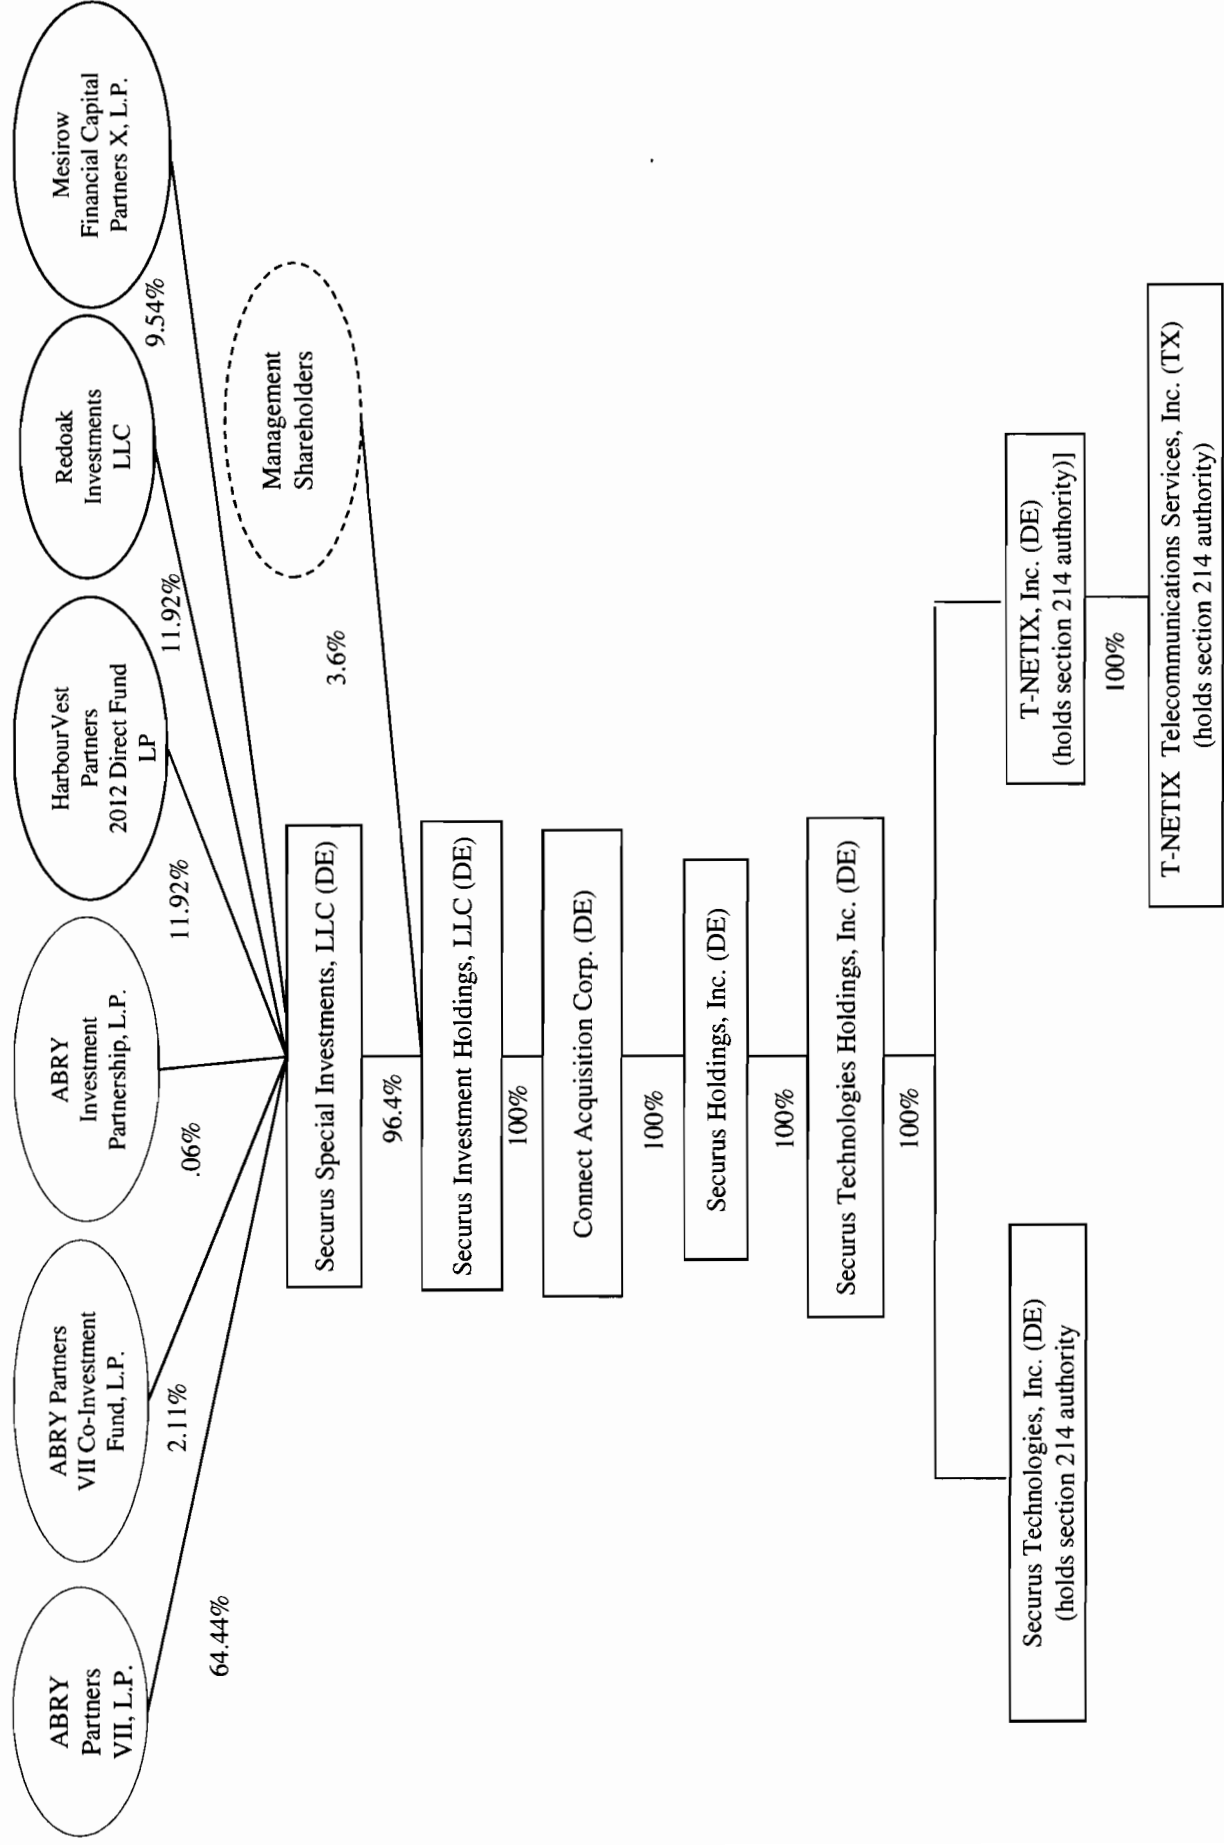 ABRY
Partners
VII, L.P.
ABRY Partners
VII Co-Investment
Fund, L.P.
ABRY
Investment
Partnership, L.P.
HarbourVest
Partners
2012 Direct Fund
LP
Redoak
Investments
LLC
Mesirow
Financial Capital
Partners X, L.P.
64.44%
2.11%
.06%
11.92%
11.92%
9.54%
Management
Shareholders
3.6%
Securus Special Investments, LLC (DE)
96.4%
Securus Investment Holdings, LLC (DE)
100%
Connect Acquisition Corp. (DE)
100%
Securus Holdings, Inc. (DE)
100%
Securus Technologies Holdings, Inc. (DE)
100%
Securus Technologies, Inc. (DE)
(holds section 214 authority
T-NETIX, Inc. (DE)
(holds section 214 authority)]
100%
T-NETIX Telecommunications Services, Inc. (TX)
(holds section 214 authority)